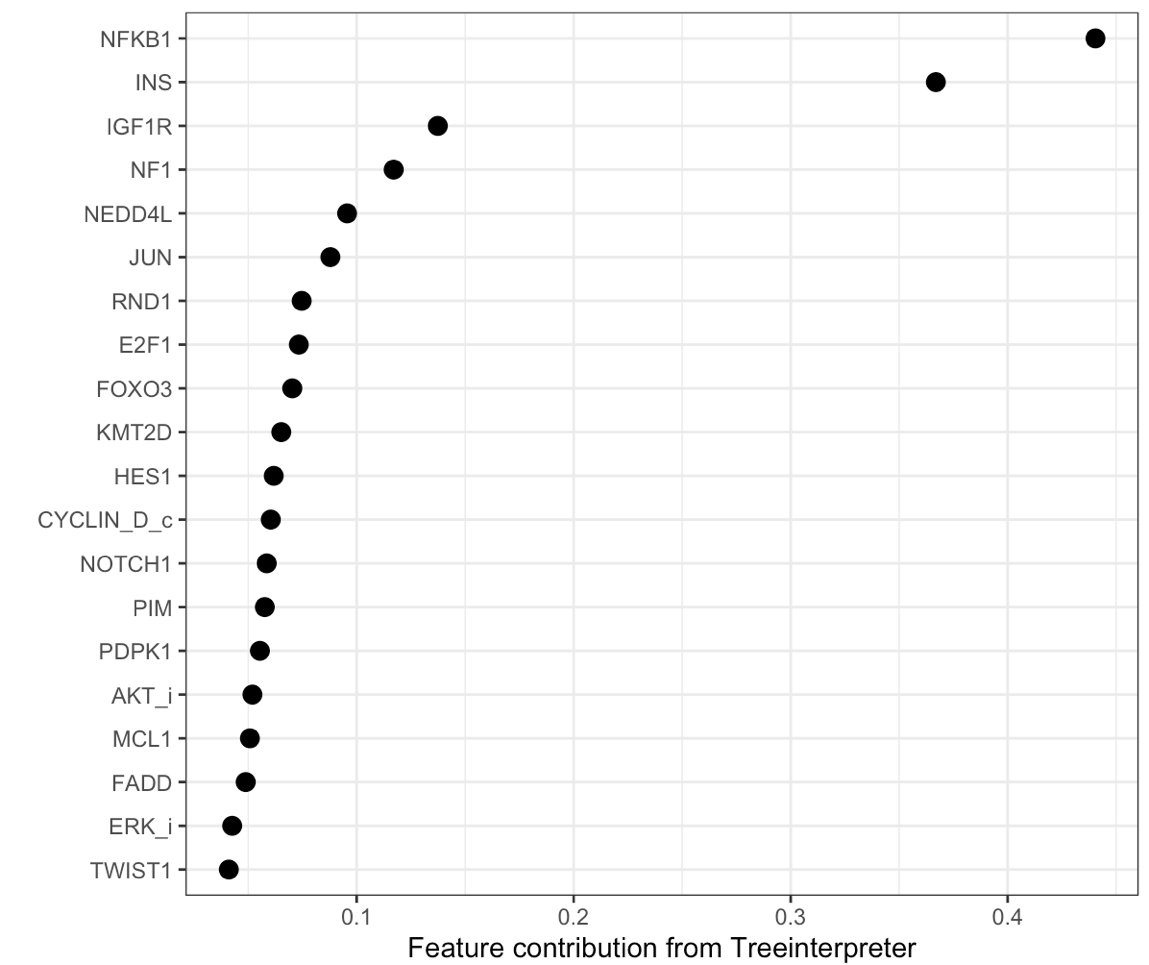 NFKB1
INS
IGF1R
NF1
NEDD4L
JUN
RND1
E2F1
FOXO3
KMT2D
HES1
CYCLIN_D_c
NOTCH1
PIM
PDPK1
AKT_i
MCL1
FADD
ERK_i
TWIST1
0.1 0.2 0.3 0.4
Feature contribution from Treeinterpreter